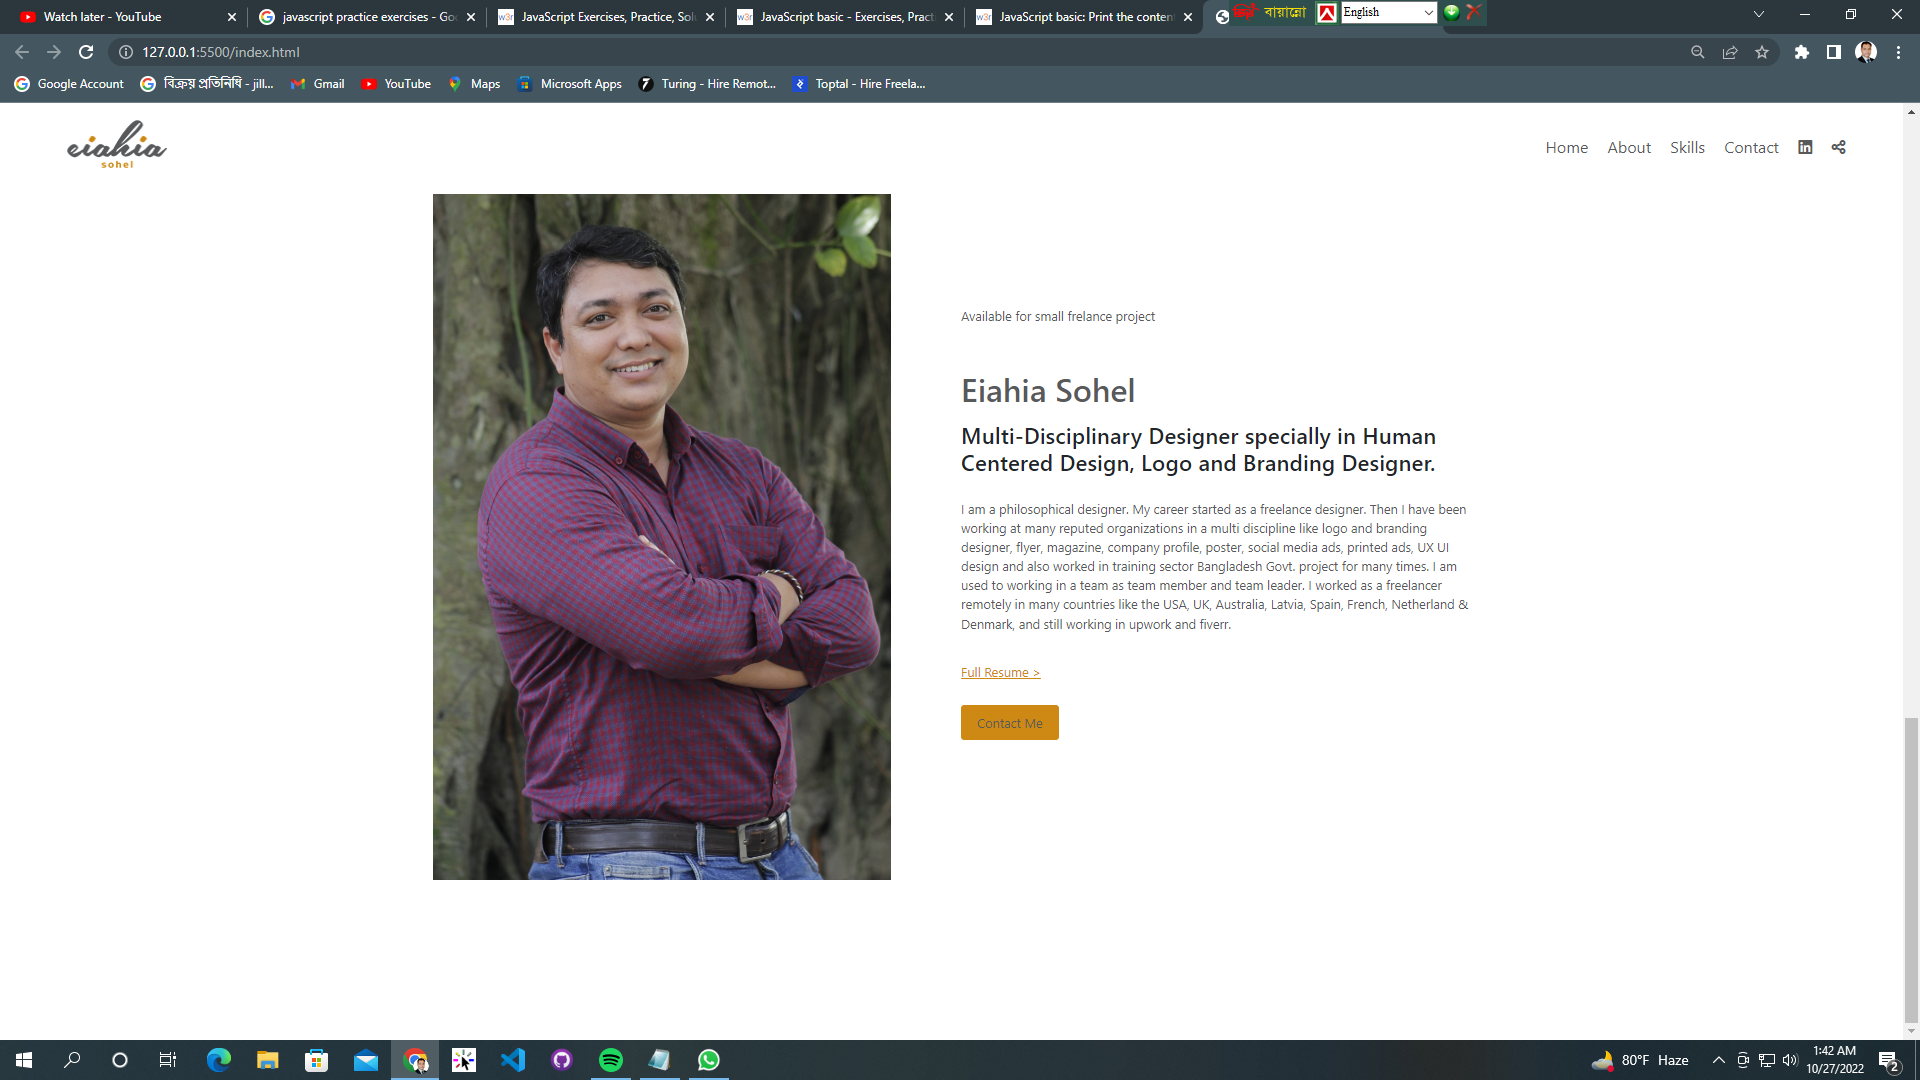 Watch later - YouTube
javascript practice exercises - Goo
JavaScript Exercises, Practice, Solu
JavaScript basic - Exercises, Practi
JavaScript basic: Print the conten
বায়ান্নো
English
127.0.0.1:5500/index.html
Google Account
বিক্রয় প্রতিনিধি - jill...
Gmail
YouTube
Maps
Microsoft Apps
Turing - Hire Remot...
Toptal - Hire Freela...
eiahia
sohel
Home
About
Skills
Contact
Available for small frelance project
Eiahia Sohel
Multi-Disciplinary Designer specially in Human
Centered Design, Logo and Branding Designer.
I am a philosophical designer. My career started as a freelance designer. Then I have been
working at many reputed organizations in a multi discipline like logo and branding
designer, flyer, magazine, company profile, poster, social media ads, printed ads, UX UI
design and also worked in training sector Bangladesh Govt. project for many times. I am
used to working in a team as team member and team leader. I worked as a freelancer
remotely in many countries like the USA, UK, Australia, Latvia, Spain, French, Netherland &
Denmark, and still working in upwork and fiverr.
Full Resume >
Contact Me
80°F Haze
1:42 AM
10/27/2022
2